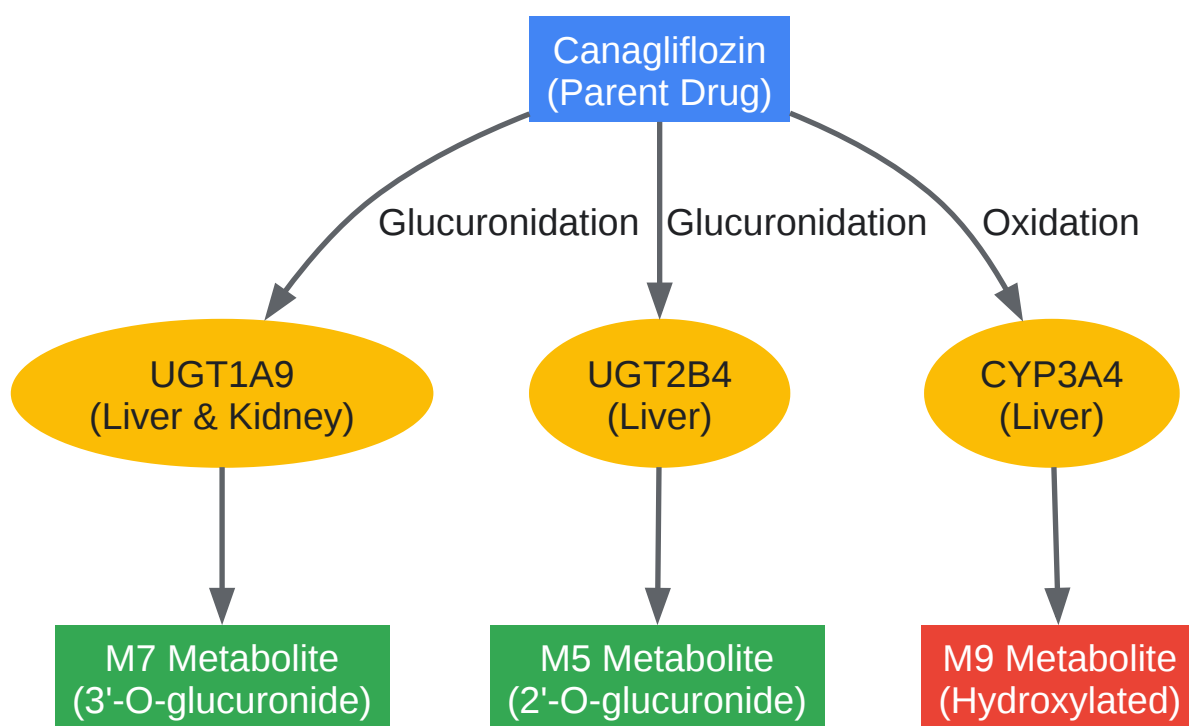 Canagliflozin
(Parent Drug)
Glucuronidation
Glucuronidation
Oxidation
UGT1A9
(Liver & Kidney)
UGT2B4
(Liver)
CYP3A4
(Liver)
M7 Metabolite
(3'-O-glucuronide)
M5 Metabolite
(2'-O-glucuronide)
M9 Metabolite
(Hydroxylated)